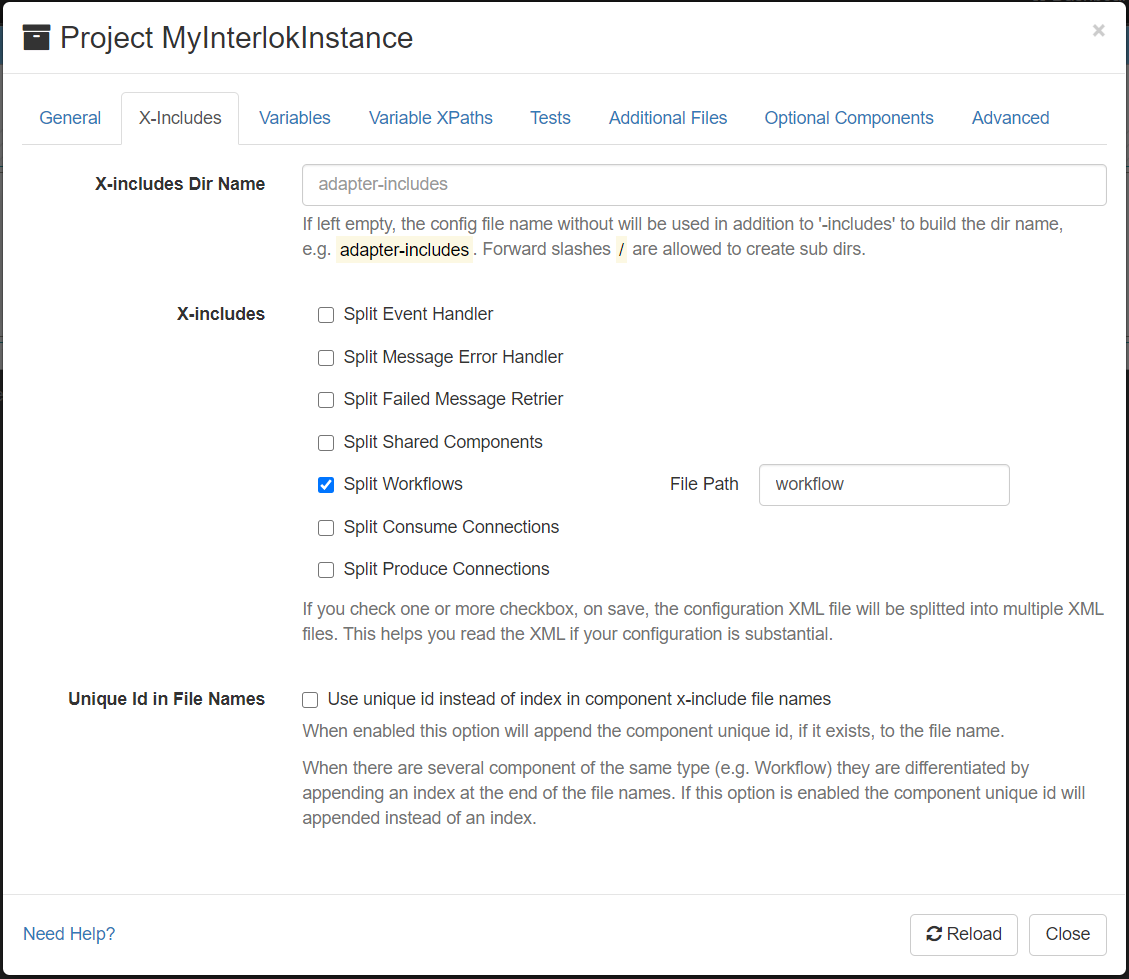 Project MyInterlokInstance
×
General X-Includes Variables Variable XPaths Tests Additional Files Optional Components Advanced
X-includes Dir Name adapter-includes
If left empty, the config file name without will be used in addition to '-includes' to build the dir name,
e.g. adapter-includes . Forward slashes / are allowed to create sub dirs.
X-includes Split Event Handler
Split Message Error Handler
Split Failed Message Retrier
Split Shared Components
Split Workflows File Path workflow
Split Consume Connections
Split Produce Connections
If you check one or more checkbox, on save, the configuration XML file will be splitted into multiple XML
files. This helps you read the XML if your configuration is substantial.
Unique Id in File Names Use unique id instead of index in component x-include file names
When enabled this option will append the component unique id, if it exists, to the file name.
When there are several component of the same type (e.g. Workflow) they are differentiated by
appending an index at the end of the file names. If this option is enabled the component unique id will
appended instead of an index.
Need Help? Reload Close